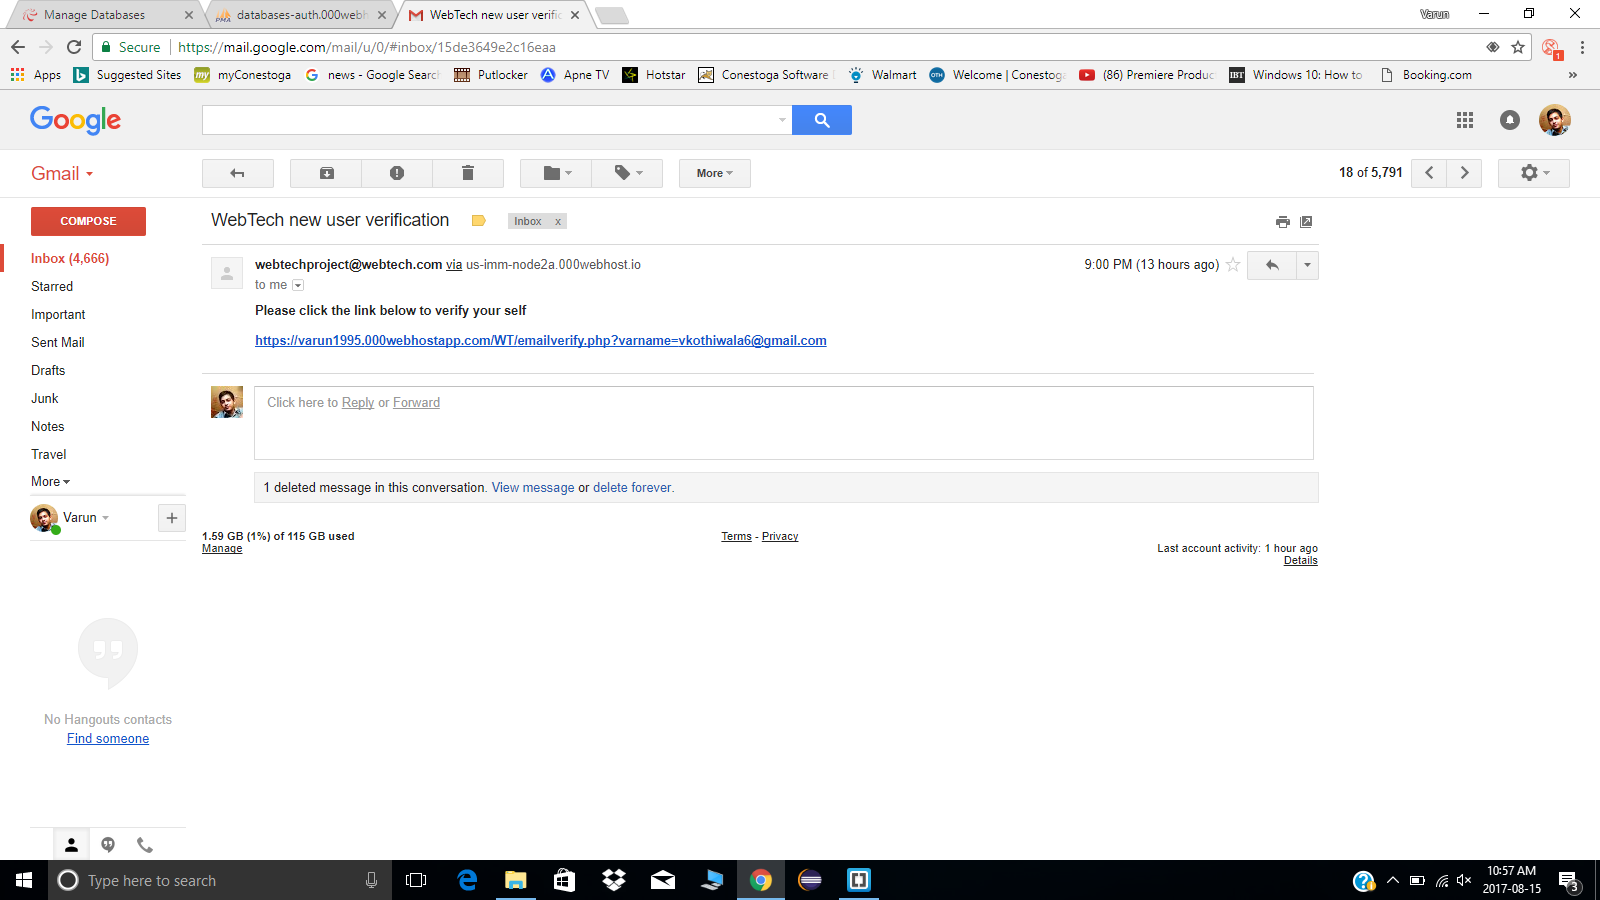 Manage Databases
databases-auth.000webh
WebTech new user verific
Varun
Secure
https://mail.google.com/mail/u/0/#inbox/15de3649e2c16eaa
Apps
Suggested Sites
my myConestoga
news - Google Search
Putlocker
Apne TV
Hotstar
Conestoga Software
Walmart
Welcome | Conestoga
(86) Premiere Produc
IBT Windows 10: How to
Booking.com
»
Google
Gmail
More
18 of 5,791
COMPOSE
WebTech new user verification
Inbox x
Inbox (4,666)
Starred
Important
Sent Mail
Drafts
Junk
Notes
Travel
More
Varun
webtechproject@webtech.com via us-imm-node2a.000webhost.io
9:00 PM (13 hours ago)
to me
Please click the link below to verify your self
https://varun1995.000webhostapp.com/WT/emailverify.php?varname=vkothiwala6@gmail.com
Click here to Reply or Forward
1 deleted message in this conversation. View message or delete forever.
1.59 GB (1%) of 115 GB used
Manage
Terms - Privacy
Last account activity: 1 hour ago
Details
No Hangouts contacts
Find someone
Type here to search
10:57 AM
2017-08-15
3